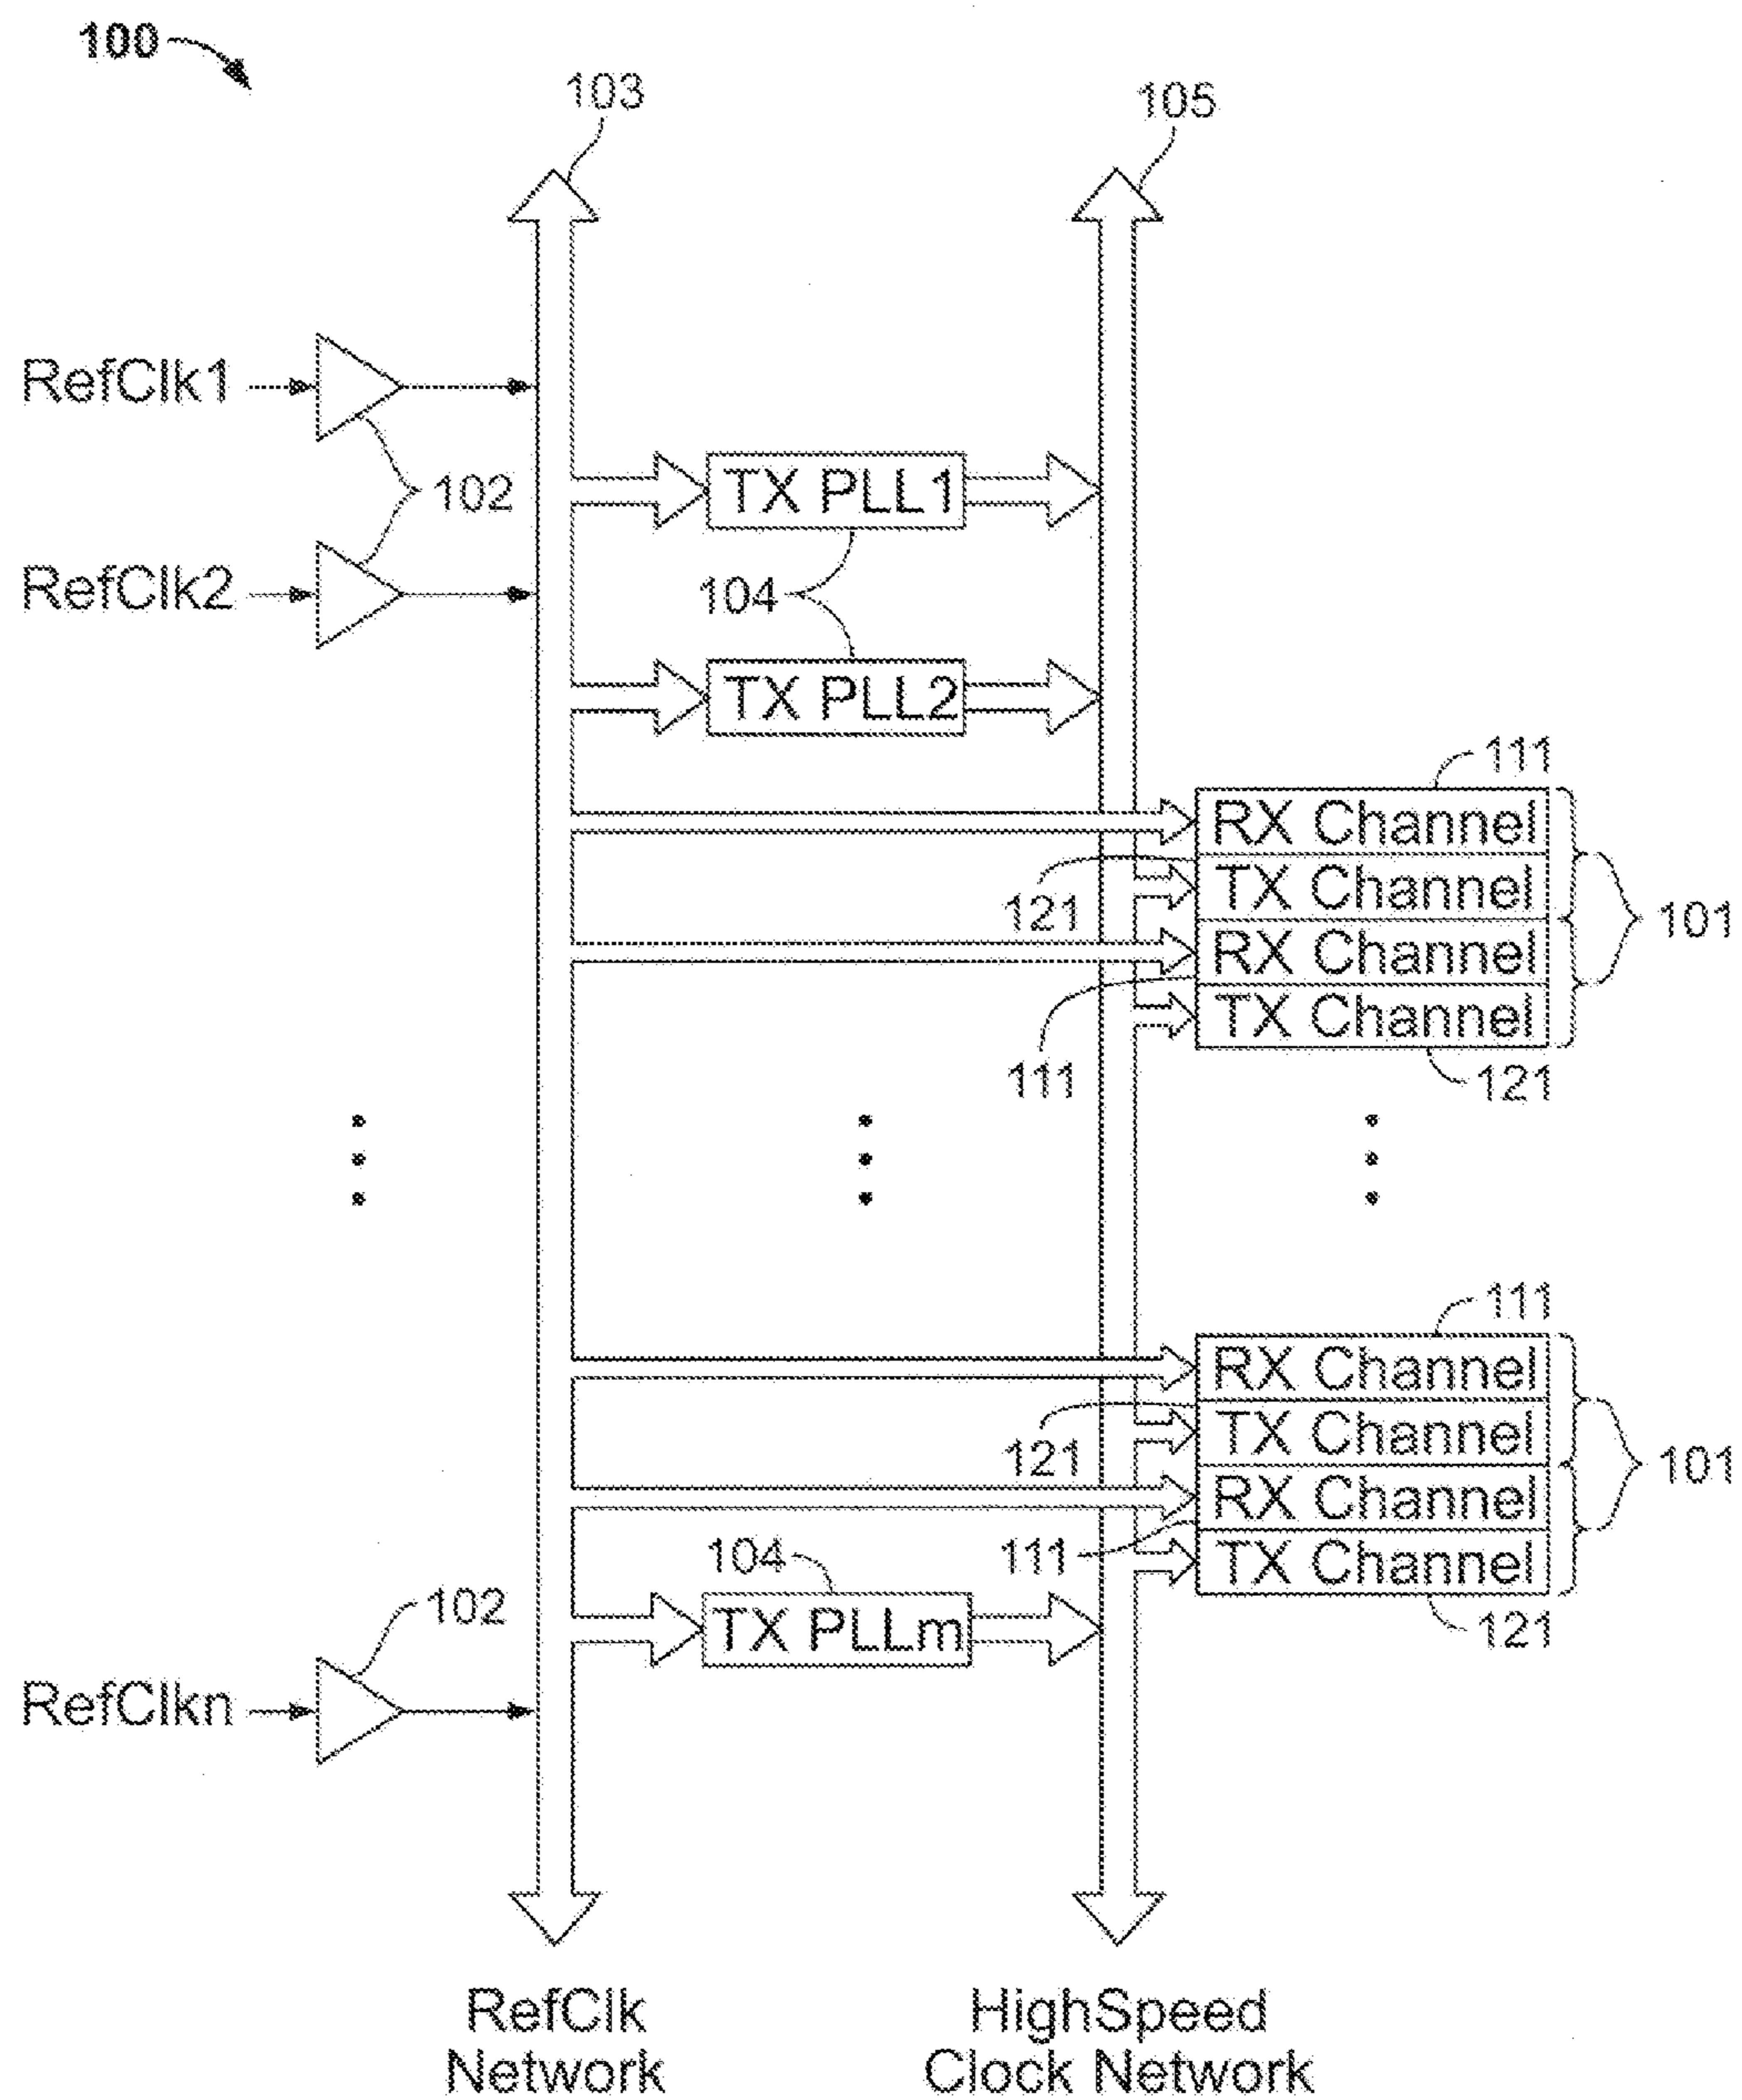 100
103
105
RefClk1
102
TX PLL1
RefClk2
104
TX PLL2
111
RX Channel
121
TX Channel
101
RX Channel
111
TX Channel
121
111
RX Channel
121
TX Channel
101
RX Channel
104
111
TX Channel
102
TX PLLm
121
RefClkn
RefClk
Network
HighSpeed
Clock Network